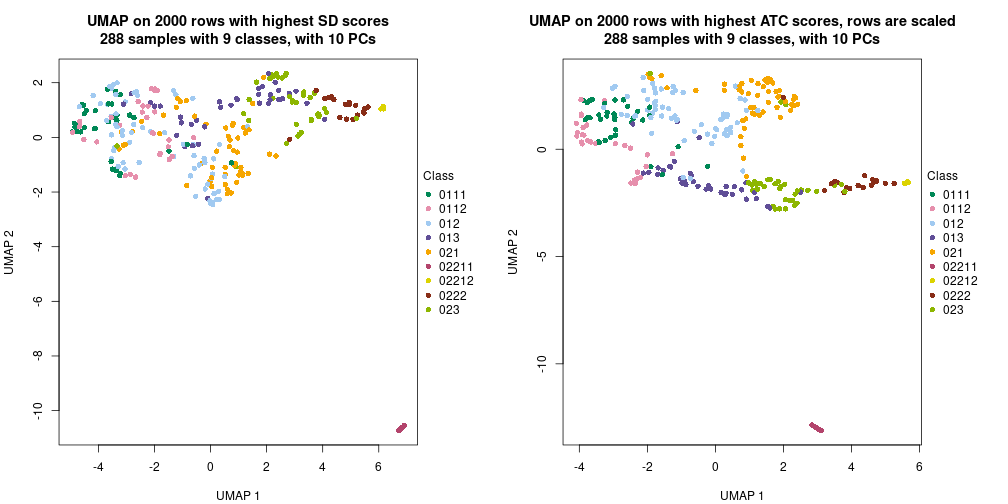 UMAP on 2000 rows with highest SD scores
288 samples with 9 classes, with 10 PCs
2
0
-2
-4
-6
-8
-10
UMAP 2
-4 -2 0 2 4 6
UMAP 1
Class
0111
0112
012
013
021
02211
02212
0222
023
UMAP on 2000 rows with highest ATC scores, rows are scaled
288 samples with 9 classes, with 10 PCs
0
-5
-10
UMAP 2
-4 -2 0 2 4 6
UMAP 1
Class
0111
0112
012
013
021
02211
02212
0222
023